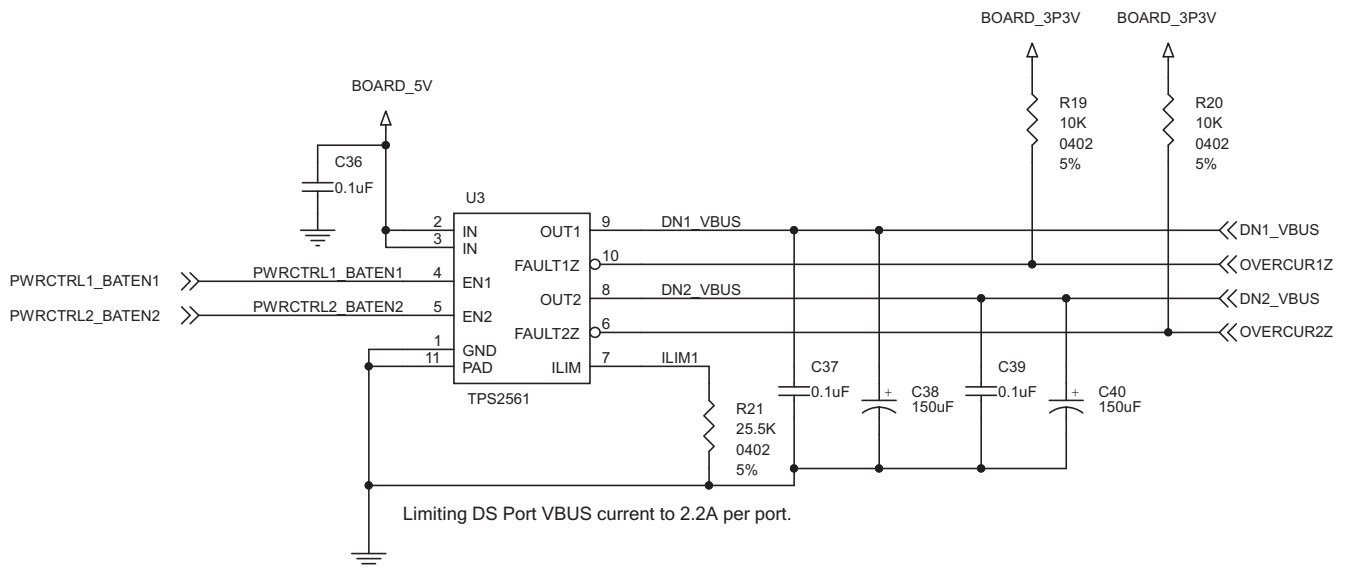 BOARD_3P3V
BOARD_3P3V
BOARD_5V
R19
10K
0402
5%
R20
10K
0402
5%
C36
0.1uF
U3
2
IN
3
IN
4
EN1
5
EN2
1
GND
11
PAD
OUT1
9
FAULT1Z
10
OUT2
8
FAULT2Z
6
ILIM
7
TPS2561
PWRCTRL1_BATEN1
PWRCTRL1_BATEN1
PWRCTRL2_BATEN2
PWRCTRL2_BATEN2
DN1_VBUS
DN1_VBUS
OVERCUR1Z
DN2_VBUS
DN2_VBUS
OVERCUR2Z
ILIM1
R21
25.5K
0402
5%
C37
0.1uF
+
C38
150uF
C39
0.1uF
+
C40
150uF
Limiting DS Port VBUS current to 2.2A per port.